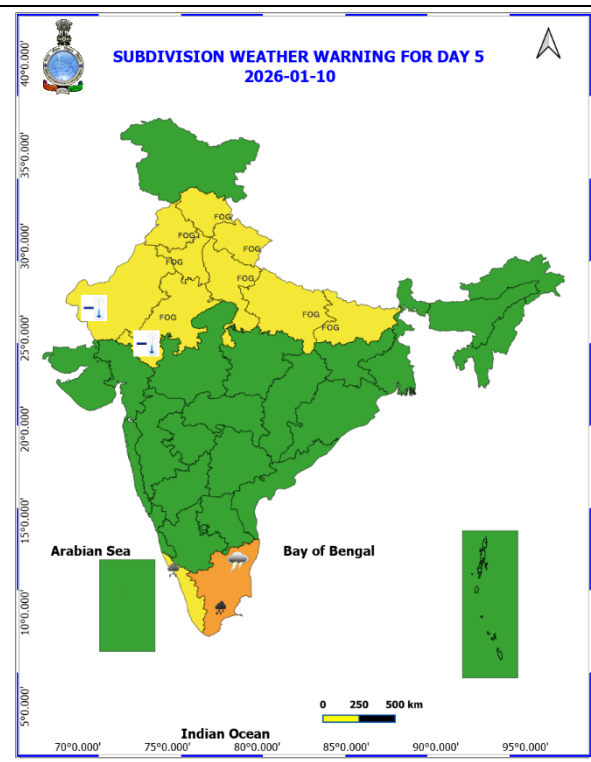 SUBDIVISION WEATHER WARNING FOR DAY 5
2026-01-10
40°0.000'
35°0.000'
30°0.000'
25°0.000'
20°0.000'
15°0.000'
10°0.000'
5°0.000'
FOG
FOG
FOG
FOG
FOG
FOG
FOG
FOG
Arabian Sea
Bay of Bengal
0 250 500 km
Indian Ocean
70°0.000' 75°0.000' 80°0.000' 85°0.000' 90°0.000' 95°0.000'